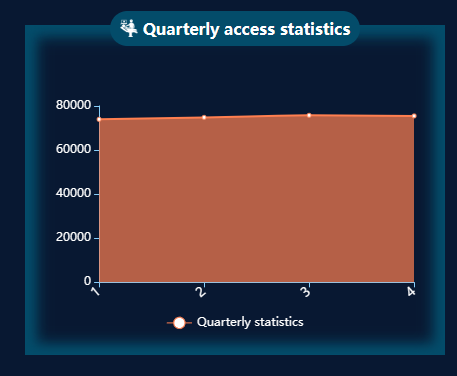 Quarterly access statistics
80000
60000
40000
20000
0
1 2 3 4
Quarterly statistics